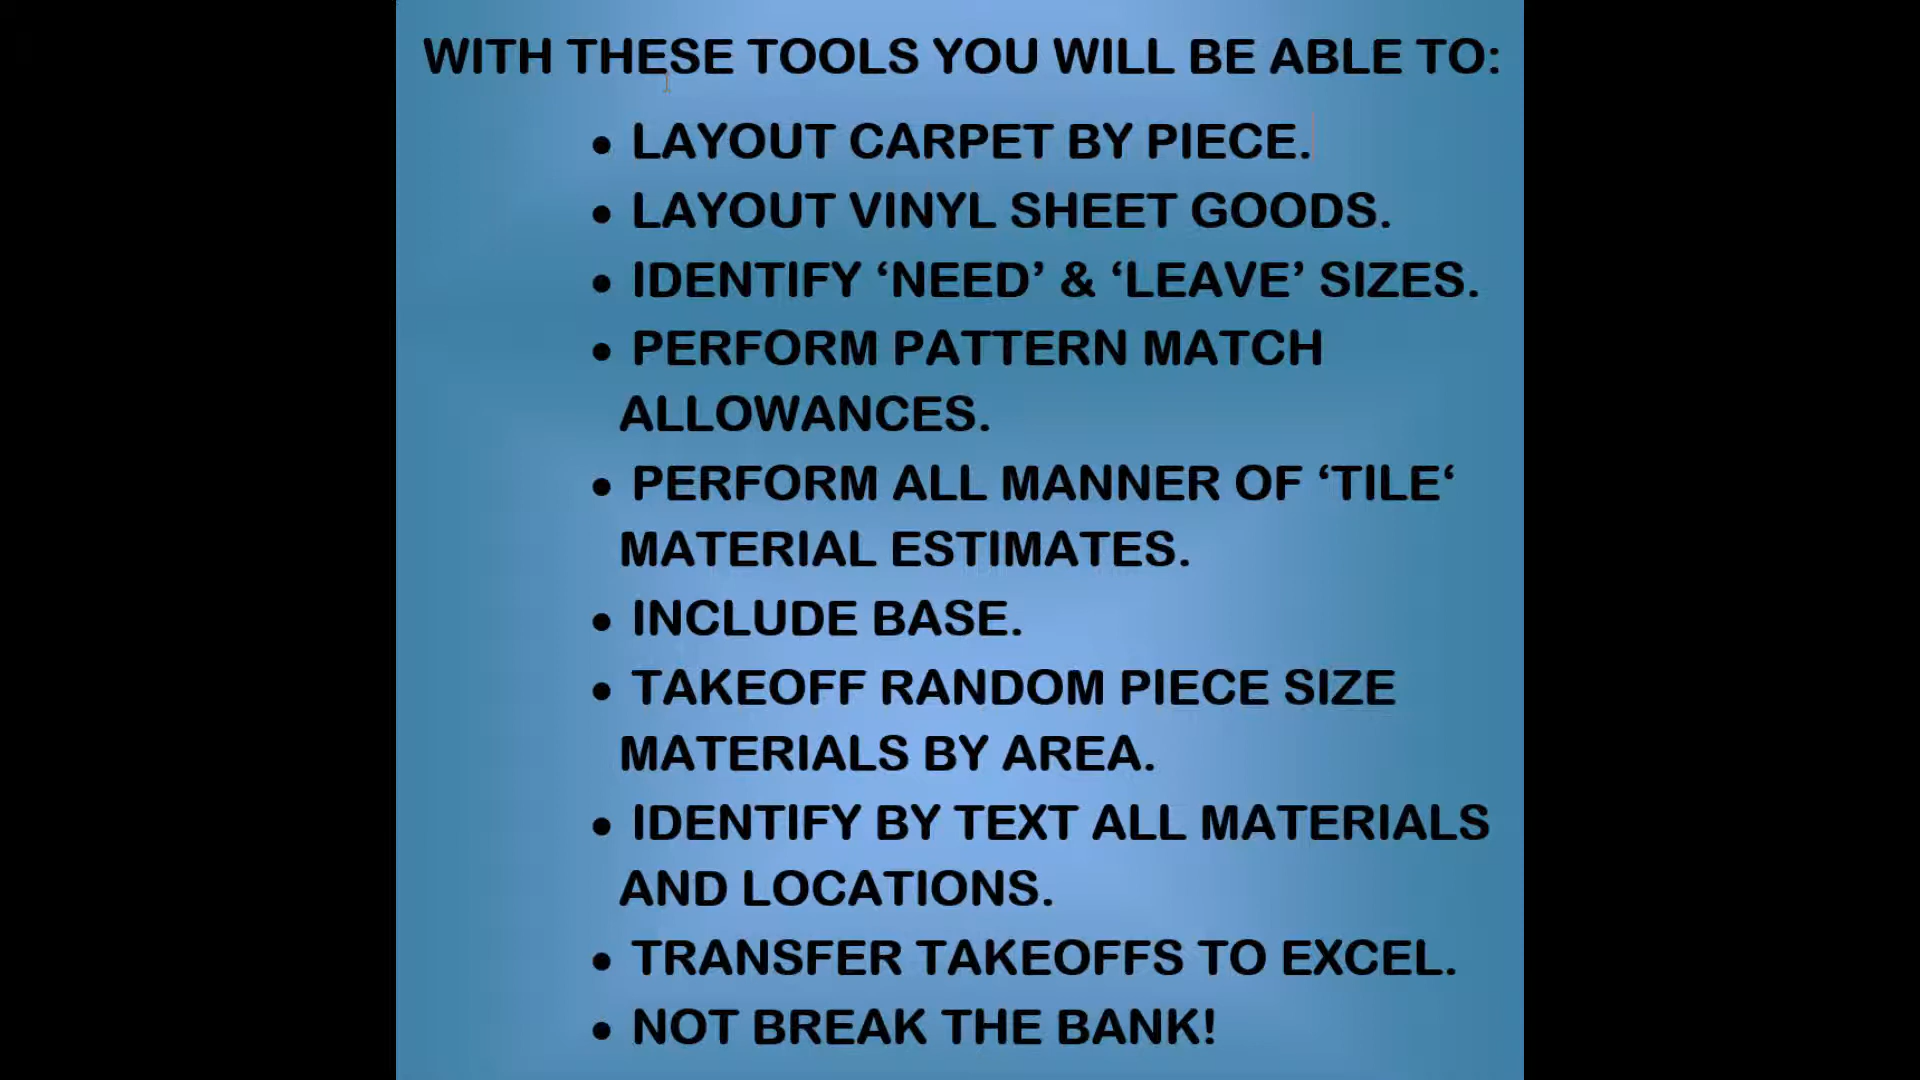 WITH THESE TOOLS YOU WILL BE ABLE TO:
• LAYOUT CARPET BY PIECE.
• LAYOUT VINYL SHEET GOODS.
• IDENTIFY ‘NEED’ & ‘LEAVE’ SIZES.
• PERFORM PATTERN MATCH
ALLOWANCES.
• PERFORM ALL MANNER OF ‘TILE‘
MATERIAL ESTIMATES.
• INCLUDE BASE.
• TAKEOFF RANDOM PIECE SIZE
MATERIALS BY AREA.
• IDENTIFY BY TEXT ALL MATERIALS
AND LOCATIONS.
• TRANSFER TAKEOFFS TO EXCEL.
• NOT BREAK THE BANK!